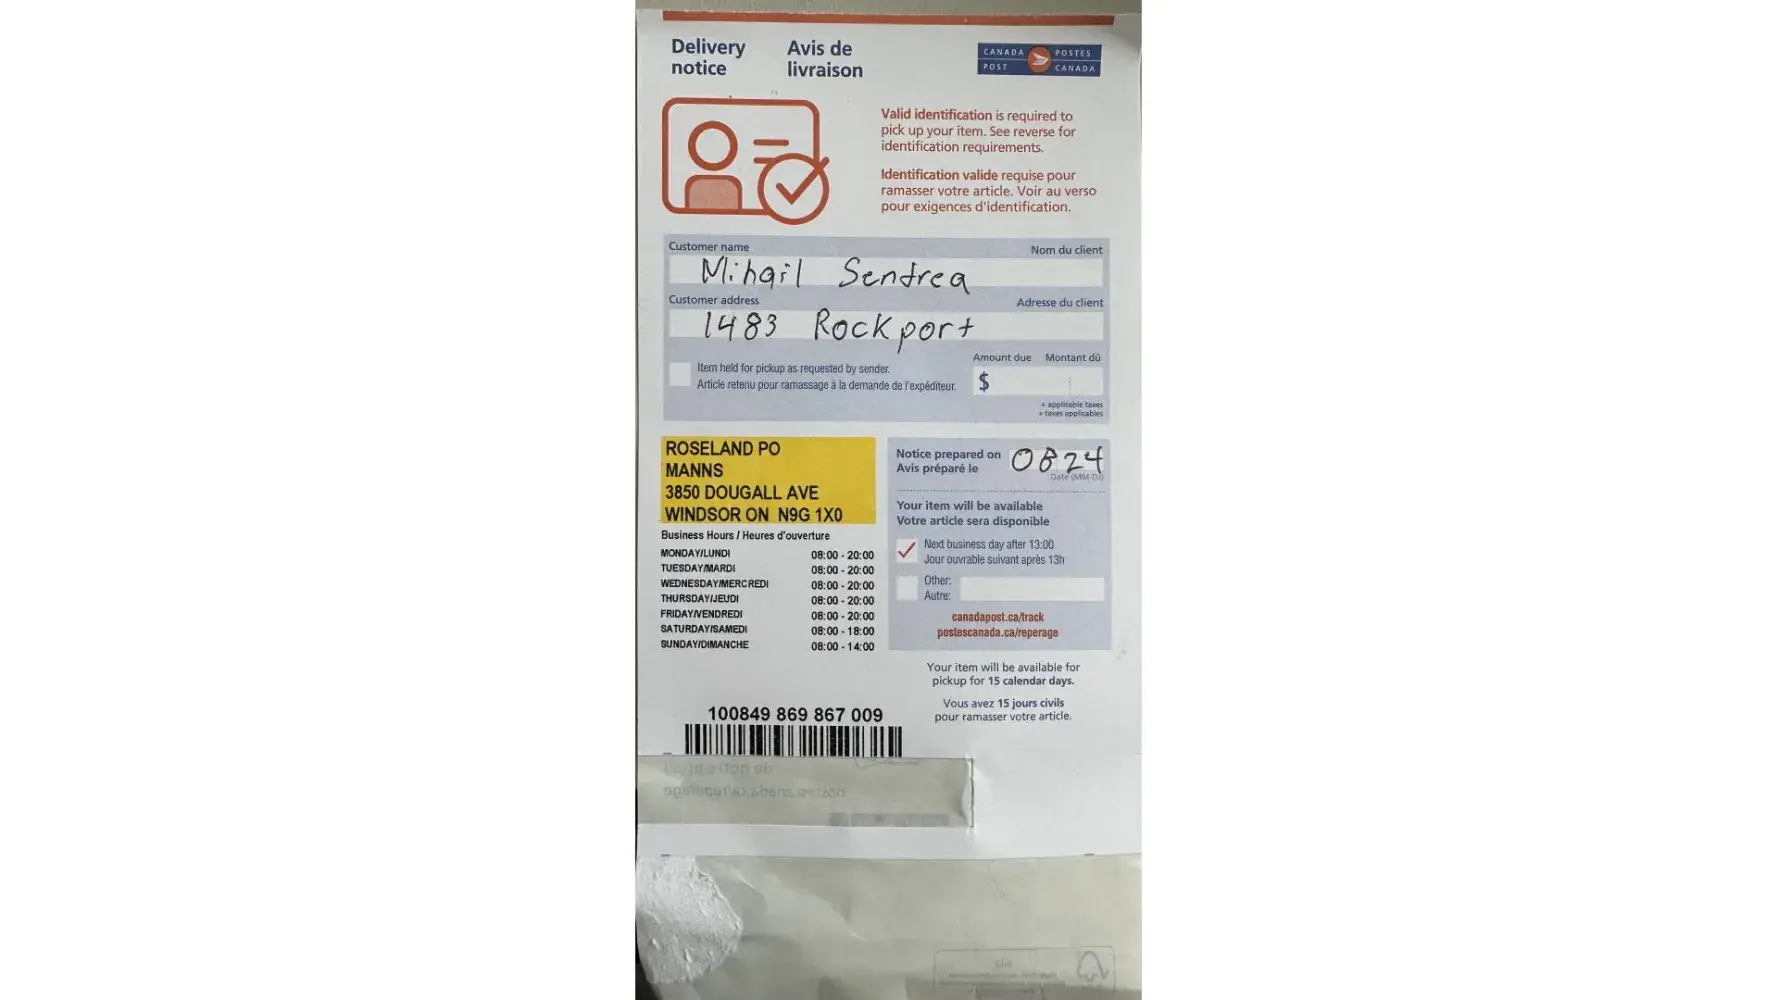 Delivery notice
Avis de livraison
CANADA POST
POSTES CANADA
Valid identification is required to
pick up your item. See reverse for
identification requirements.
Identification valide requise pour
ramasser votre article. Voir au verso
pour exigences d'identification.
Customer name Nom du client
Mihail Sendrea
Customer address Adresse du client
1483 Rockport
Item held for pickup as requested by sender.
Article retenu pour ramassage à la demande de l'expéditeur.
Amount due Montant dû
$
+ applicable taxes
+ taxes applicables
ROSELAND PO
MANNS
3850 DOUGALL AVE
WINDSOR ON N9G 1X0
Business Hours / Heures d'ouverture
MONDAY/LUNDI 08:00 - 20:00
TUESDAY/MARDI 08:00 - 20:00
WEDNESDAY/MERCREDI 08:00 - 20:00
THURSDAY/JEUDI 08:00 - 20:00
FRIDAY/VENDREDI 08:00 - 20:00
SATURDAY/SAMEDI 08:00 - 18:00
SUNDAY/DIMANCHE 08:00 - 14:00
100849 869 867 009
Notice prepared on
Avis préparé le
0824
Date (MM-DJ)
Your item will be available
Votre article sera disponible
Next business day after 13:00
Jour ouvrable suivant après 13h
Other:
Autre:
canadapost.ca/track
postescanada.ca/reperage
Your item will be available for
pickup for 15 calendar days.
Vous avez 15 jours civils
pour ramasser votre article.
de notre
postescanada.ca/reperage